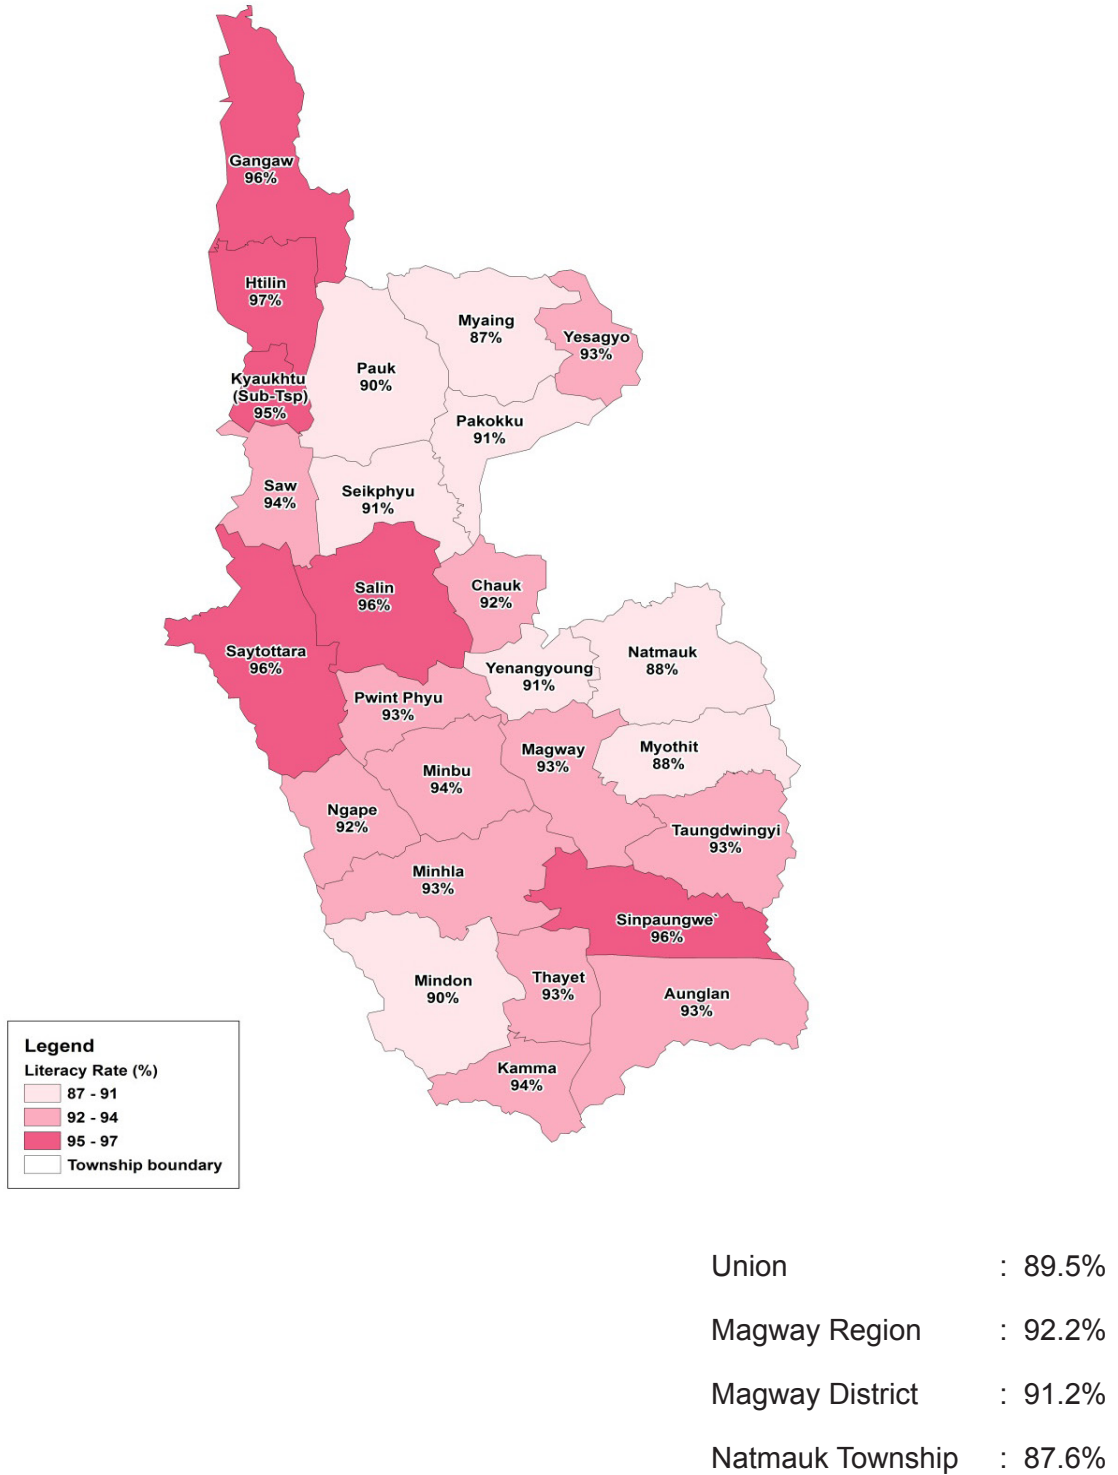 Gangaw
96%
Htilin
97%
Myaing
87%
Yesagyo
93%
Pauk
90%
Kyaukhtu
(Sub-Tsp)
95%
Pakokku
91%
Saw
94%
Seikphyu
91%
Salin
96%
Chauk
92%
Saytottara
96%
Natmauk
88%
Yenangyoung
91%
Pwint Phyu
93%
Magway
93%
Myothit
88%
Minbu
94%
Ngape
92%
Taungdwingyi
93%
Minhla
93%
Sinpaungwe`
96%
Mindon
90%
Thayet
93%
Aunglan
93%
Kamma
94%
Legend
Literacy Rate (%)
87 - 91
92 - 94
95 - 97
Township boundary
Union : 89.5%
Magway Region : 92.2%
Magway District : 91.2%
Natmauk Township : 87.6%